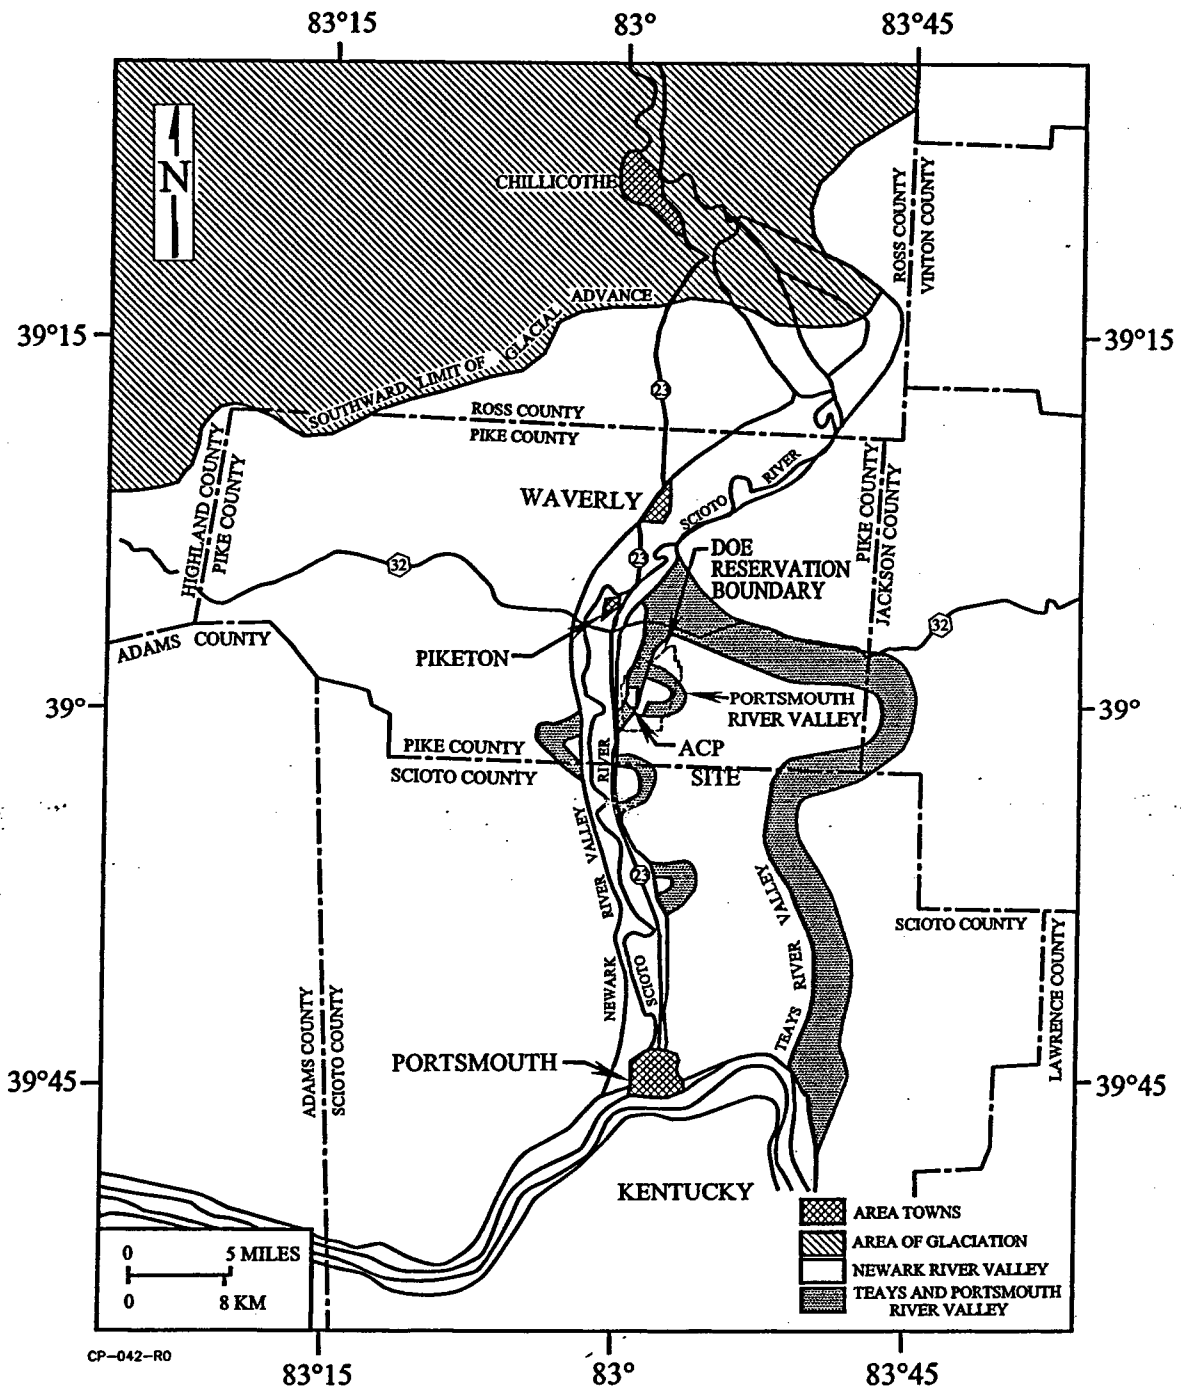 83°15
83°
83°45
N
CHILLICOTHE
ROSS COUNTY
VINTON COUNTY
SOUTHWARD LIMIT OF GLACIAL ADVANCE
39°15
39°15
23
ROSS COUNTY
PIKE COUNTY
HIGHLAND COUNTY
PIKE COUNTY
WAVERLY
SCIOTO RIVER
PIKE COUNTY
JACKSON COUNTY
23
DOE
RESERVATION
BOUNDARY
32
32
ADAMS COUNTY
PIKETON
PORTSMOUTH
RIVER VALLEY
39°
39°
ACP
SITE
PIKE COUNTY
SCIOTO COUNTY
NEWARK RIVER VALLEY
SCIOTO RIVER
23
TEAYS RIVER VALLEY
SCIOTO COUNTY
LAWRENCE COUNTY
ADAMS COUNTY
SCIOTO COUNTY
PORTSMOUTH
39°45
39°45
KENTUCKY
AREA TOWNS
AREA OF GLACIATION
NEWARK RIVER VALLEY
TEAYS AND PORTSMOUTH
RIVER VALLEY
0 5 MILES
0 8 KM
CP-042-R0
83°15
83°
83°45